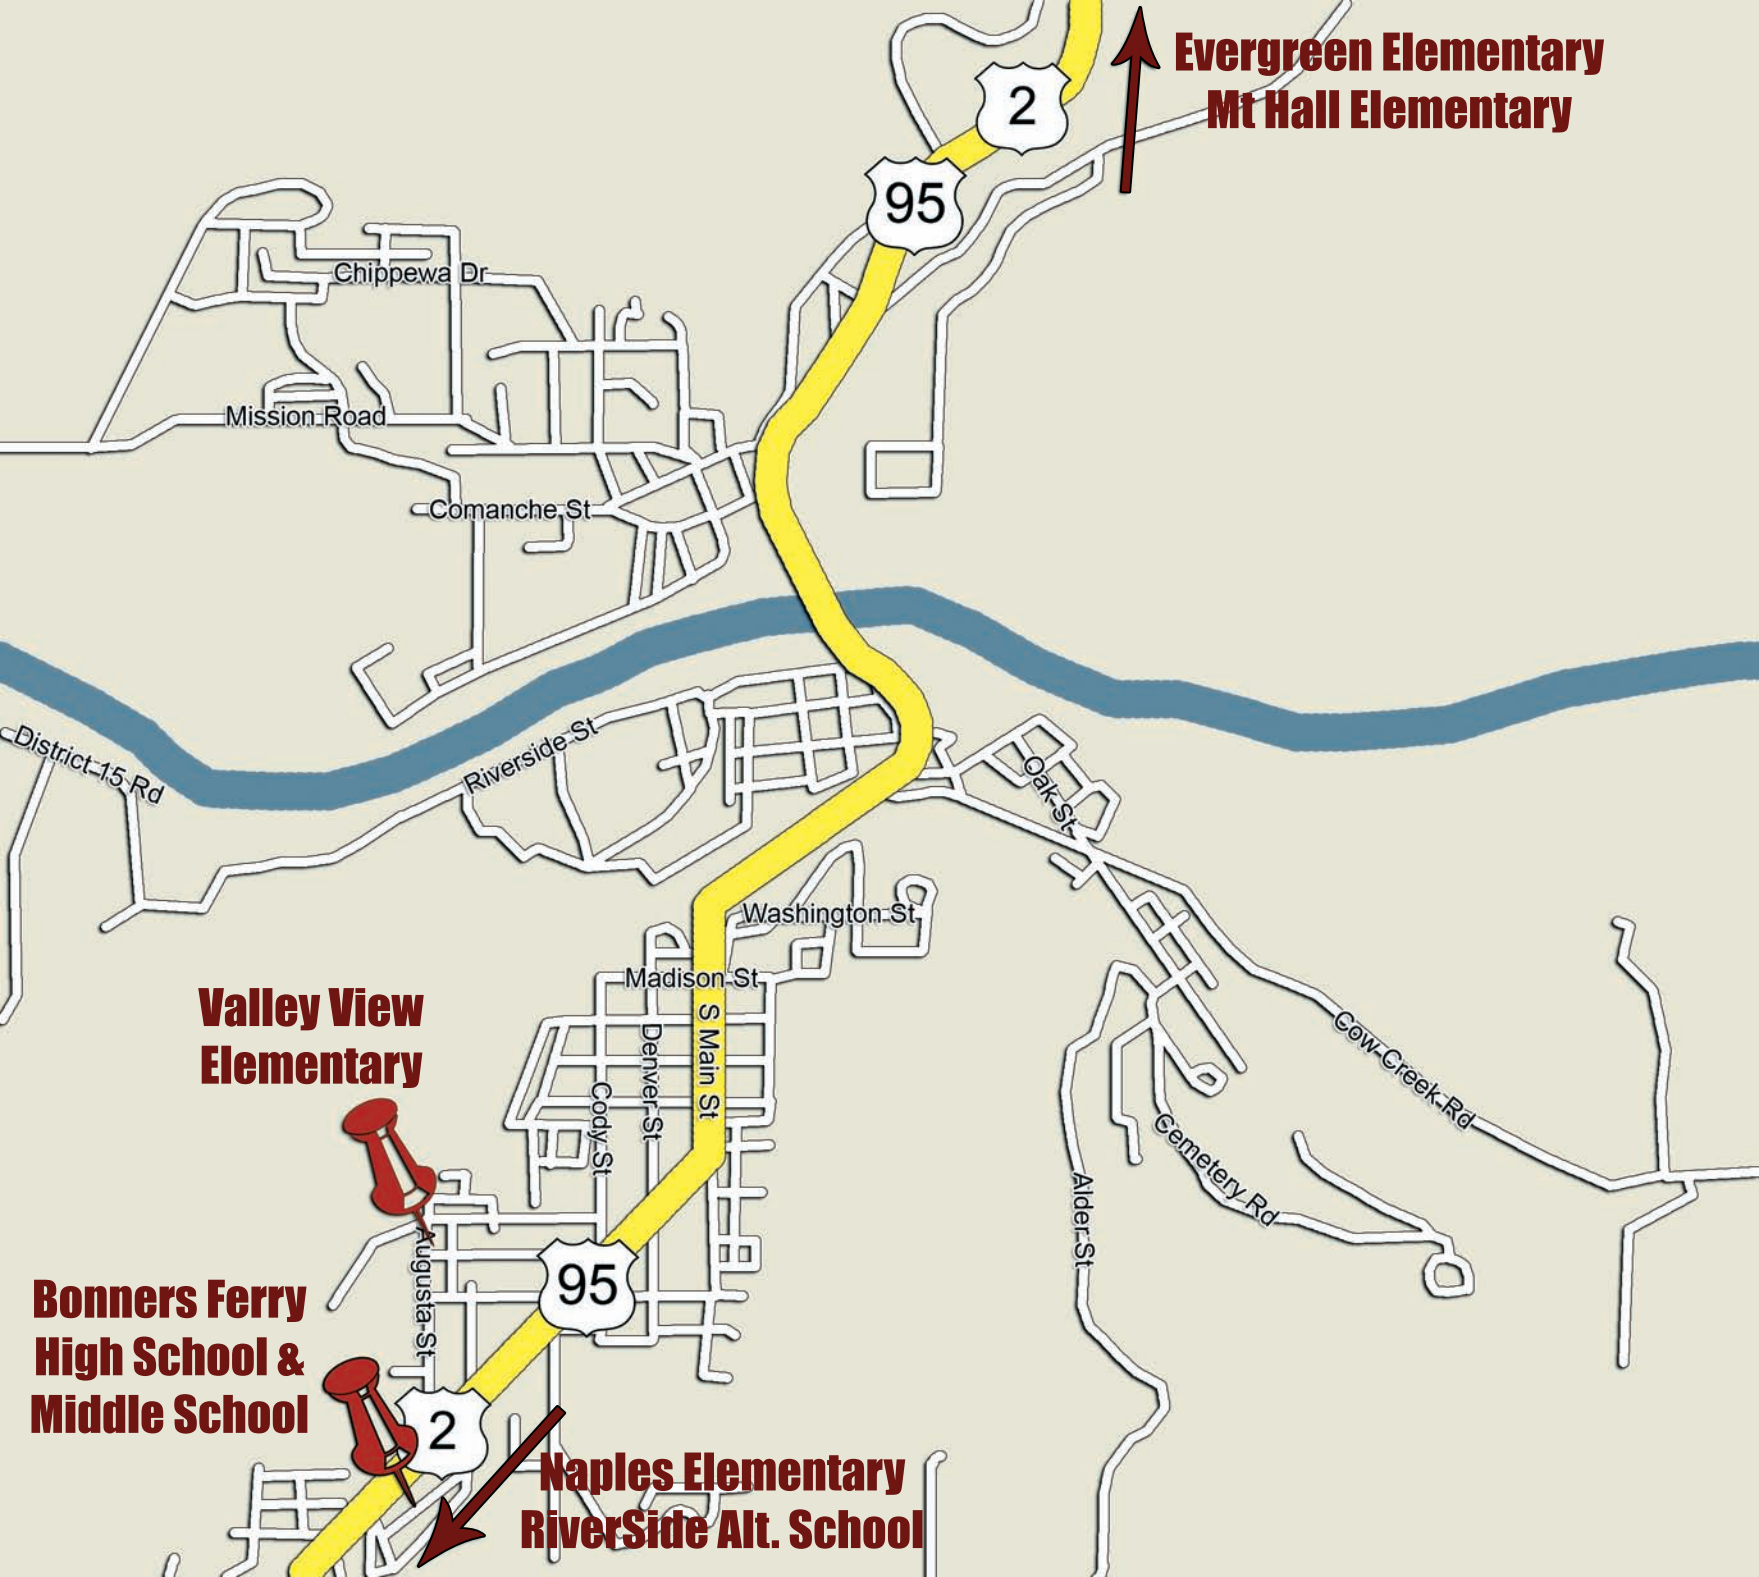 Evergreen Elementary
Mt Hall Elementary
2
95
Chippewa Dr
Mission Road
Comanche St
District 15 Rd
Riverside St
Oak St
Washington St
Madison St
S Main St
Denver St
Cody St
Valley View
Elementary
Cow Creek Rd
Cemetery Rd
Alder St
Augusta St
95
Bonners Ferry
High School &
Middle School
2
Naples Elementary
RiverSide Alt. School